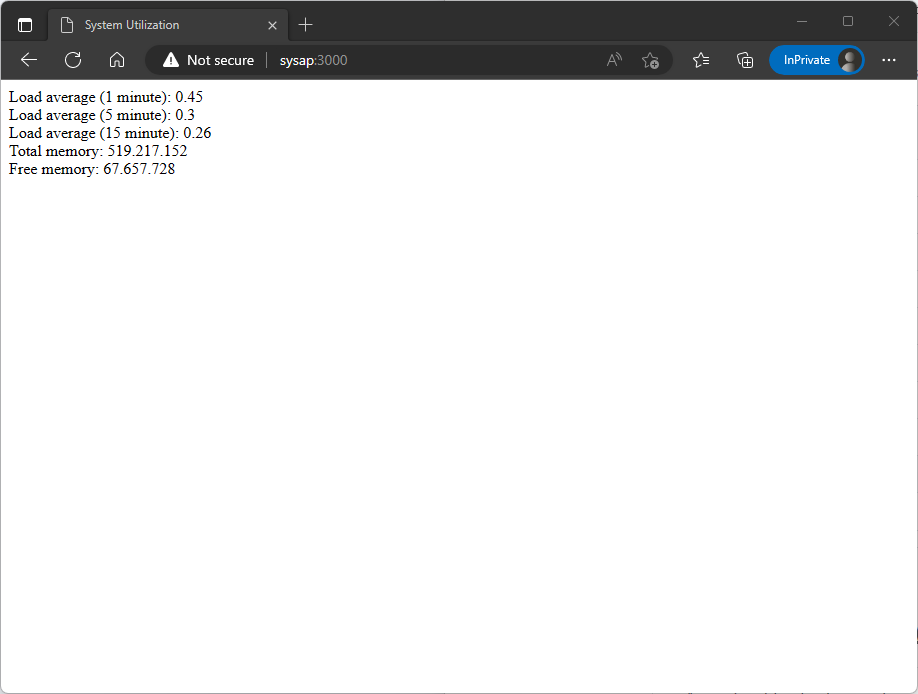 System Utilization
Not secure
sysap:3000
InPrivate
Load average (1 minute): 0.45
Load average (5 minute): 0.3
Load average (15 minute): 0.26
Total memory: 519.217.152
Free memory: 67.657.728